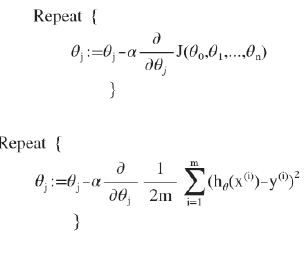 Repeat {
θj:=θj-α ∂/∂θj J(θ0,θ1,...,θn)
}
Repeat {
θj:=θj-α ∂/∂θj 1/2m ∑i=1m (hθ(x(i))-y(i))2
}